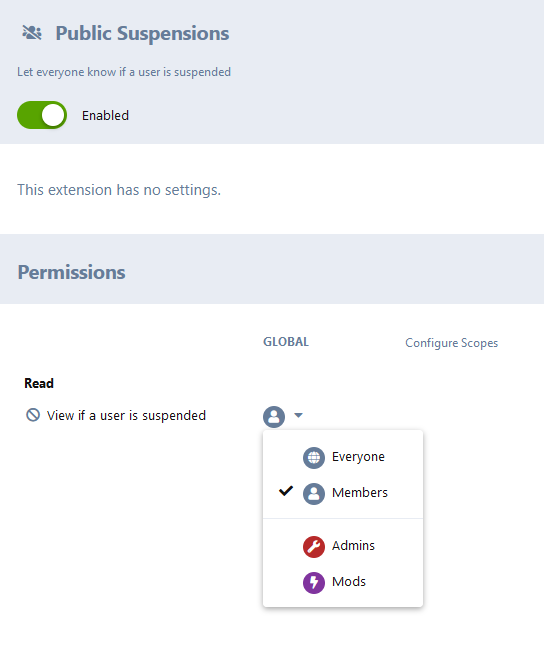 Public Suspensions
Let everyone know if a user is suspended
Enabled
This extension has no settings.
Permissions
GLOBAL Configure Scopes
Read
View if a user is suspended
Everyone
Members
Admins
Mods